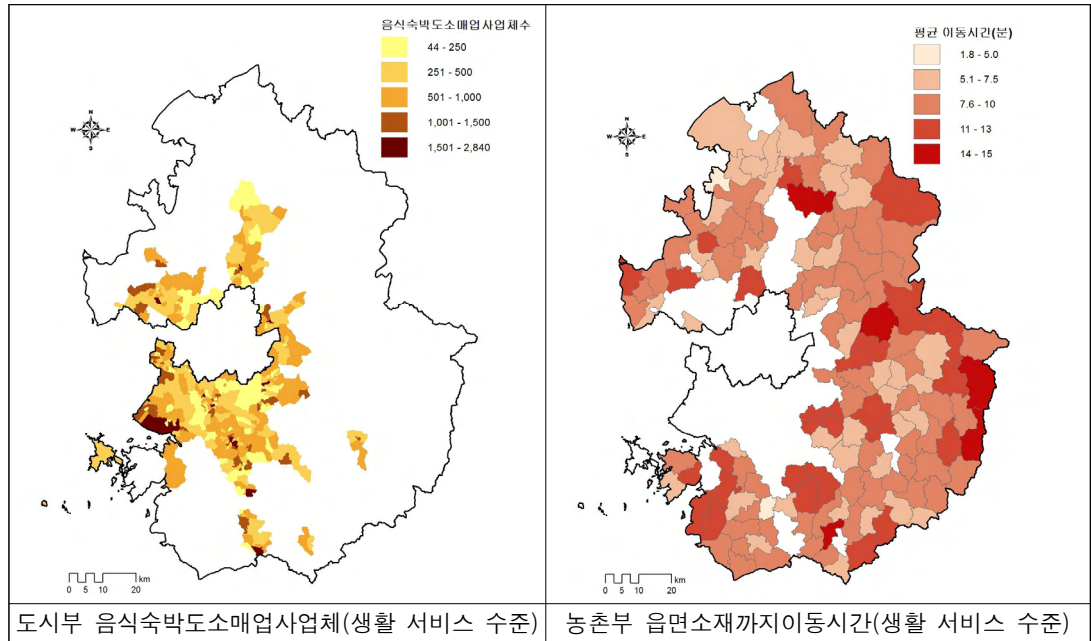 음식숙박도소매업사업체수
44 - 250
251 - 500
501 - 1,000
1,001 - 1,500
1,501 - 2,840
N
W E
S
0 5 10 20
km
도시부 음식숙박도소매업사업체(생활 서비스 수준)
평균 이동시간(분)
1.8 - 5.0
5.1 - 7.5
7.6 - 10
11 - 13
14 - 15
N
W E
S
0 5 10 20
km
농촌부 읍면소재까지이동시간(생활 서비스 수준)